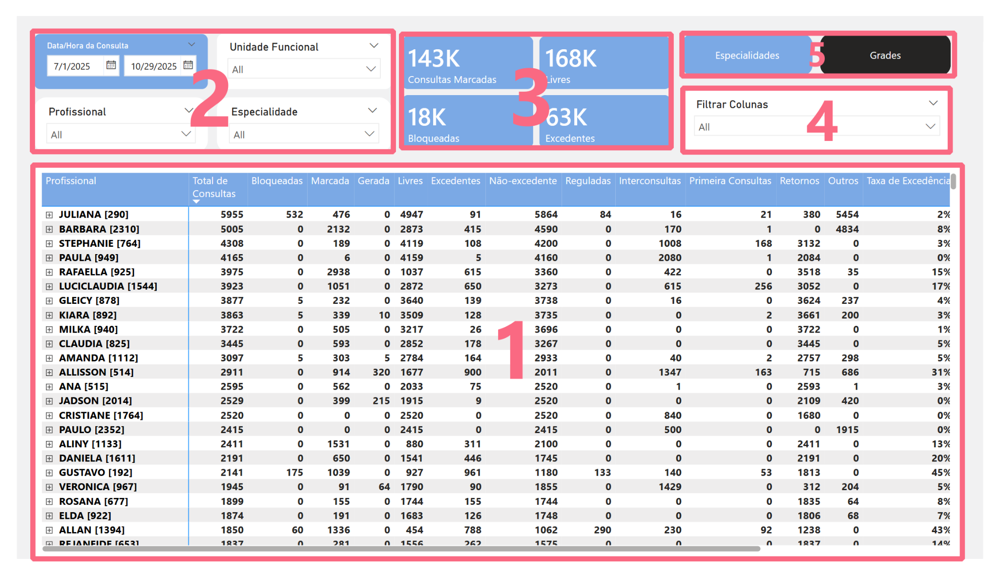 Data/Hora da Consulta
7/1/2025
10/29/2025
Unidade Funcional
All
Profissional
All
Especialidade
All
2
143K
Consultas Marcadas
168K
Livres
18K
Bloqueadas
63K
Excedentes
3
Especialidades
Grades
5
Filtrar Colunas
All
4
Profissional Total de Consultas Bloqueadas Marcada Gerada Livres Excedentes Não-excedente Reguladas Interconsultas Primeira Consultas Retornos Outros Taxa de Excedência
JULIANA [290] 5955 532 476 0 4947 91 5864 84 16 21 380 5454 2%
BARBARA [2310] 5005 0 2132 0 2873 415 4590 0 170 1 0 4834 8%
STEPHANIE [764] 4308 0 189 0 4119 108 4200 0 1008 168 3132 0 3%
PAULA [949] 4165 0 6 0 4159 5 4160 0 2080 1 2084 0 0%
RAFAELLA [925] 3975 0 2938 0 1037 615 3360 0 422 0 3518 35 15%
LUCICLAUDIA [1544] 3923 0 1051 0 2872 650 3273 0 615 256 3052 0 17%
GLEICY [878] 3877 5 232 0 3640 139 3738 0 16 0 3624 237 4%
KIARA [892] 3863 5 339 10 3509 128 3735 0 0 2 3661 200 3%
MILKA [940] 3722 0 505 0 3217 26 3696 0 0 0 3722 0 1%
CLAUDIA [825] 3445 0 593 0 2852 178 3267 0 0 0 3445 0 5%
AMANDA [1112] 3097 5 303 5 2784 164 2933 0 40 2 2757 298 5%
ALLISSON [514] 2911 0 914 320 1677 900 2011 0 1347 163 715 686 31%
ANA [515] 2595 0 562 0 2033 75 2520 0 1 0 2593 1 3%
JADSON [2014] 2529 0 399 215 1915 9 2520 0 0 0 2109 420 0%
CRISTIANE [1764] 2520 0 0 0 2520 0 2520 0 840 0 1680 0 0%
PAULO [2352] 2415 0 0 0 2415 0 2415 0 500 0 0 1915 0%
ALINY [1133] 2411 0 1531 0 880 311 2100 0 0 0 2411 0 13%
DANIELA [1611] 2191 0 650 0 1541 446 1745 0 0 0 2191 0 20%
GUSTAVO [192] 2141 175 1039 0 927 961 1180 133 140 53 1813 0 45%
VERONICA [967] 1945 0 91 64 1790 90 1855 0 1429 0 312 204 5%
ROSANA [677] 1899 0 155 0 1744 155 1744 0 0 0 1835 64 8%
ELDA [922] 1874 0 191 0 1683 126 1748 0 0 0 1806 68 7%
ALLAN [1394] 1850 60 1336 0 454 788 1062 290 230 92 1238 0 43%
REJANEIDE [653] 1837 0 281 0 1556 262 1575 0 0 0 1837 0 14%
1